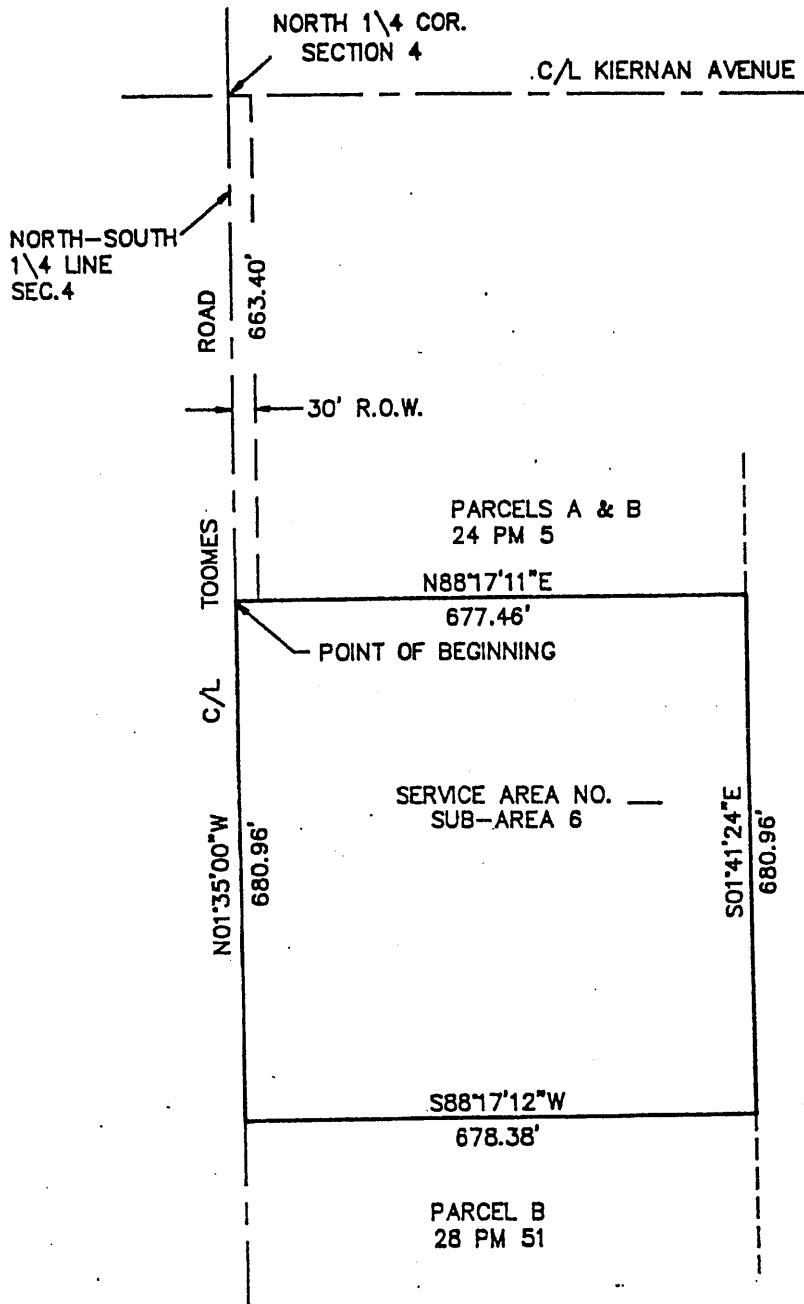 NORTH 1\4 COR.
SECTION 4
C/L KIERNAN AVENUE
NORTH-SOUTH
1\4 LINE
SEC.4
ROAD
663.40'
30' R.O.W.
PARCELS A & B
24 PM 5
TOOMES
N88°17'11"E
677.46'
POINT OF BEGINNING
C/L
SERVICE AREA NO. __
SUB-AREA 6
N01°35'00"W
680.96'
S01°41'24"E
680.96'
S88°17'12"W
678.38'
PARCEL B
28 PM 51